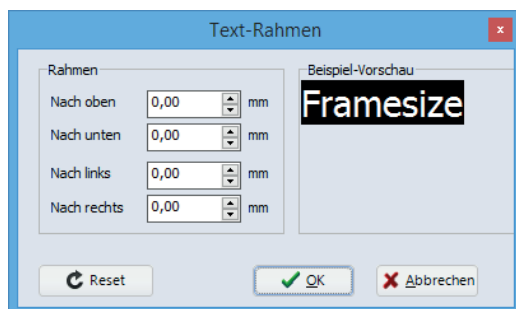 Text-Rahmen
x
Rahmen
Nach oben 0,00 mm
Nach unten 0,00 mm
Nach links 0,00 mm
Nach rechts 0,00 mm
Beispiel-Vorschau
Framesize
Reset
OK
Abbrechen